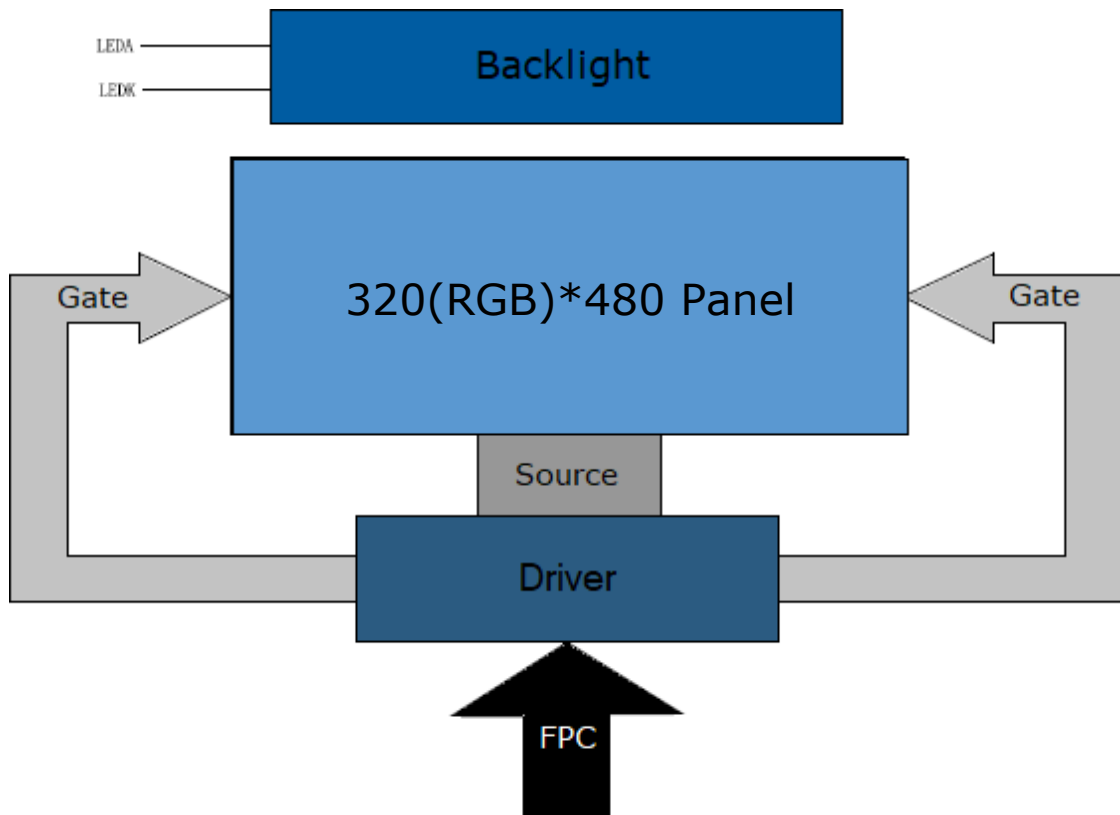 LEDA
LEDK
Backlight
Gate
320(RGB)*480 Panel
Gate
Source
Driver
FPC